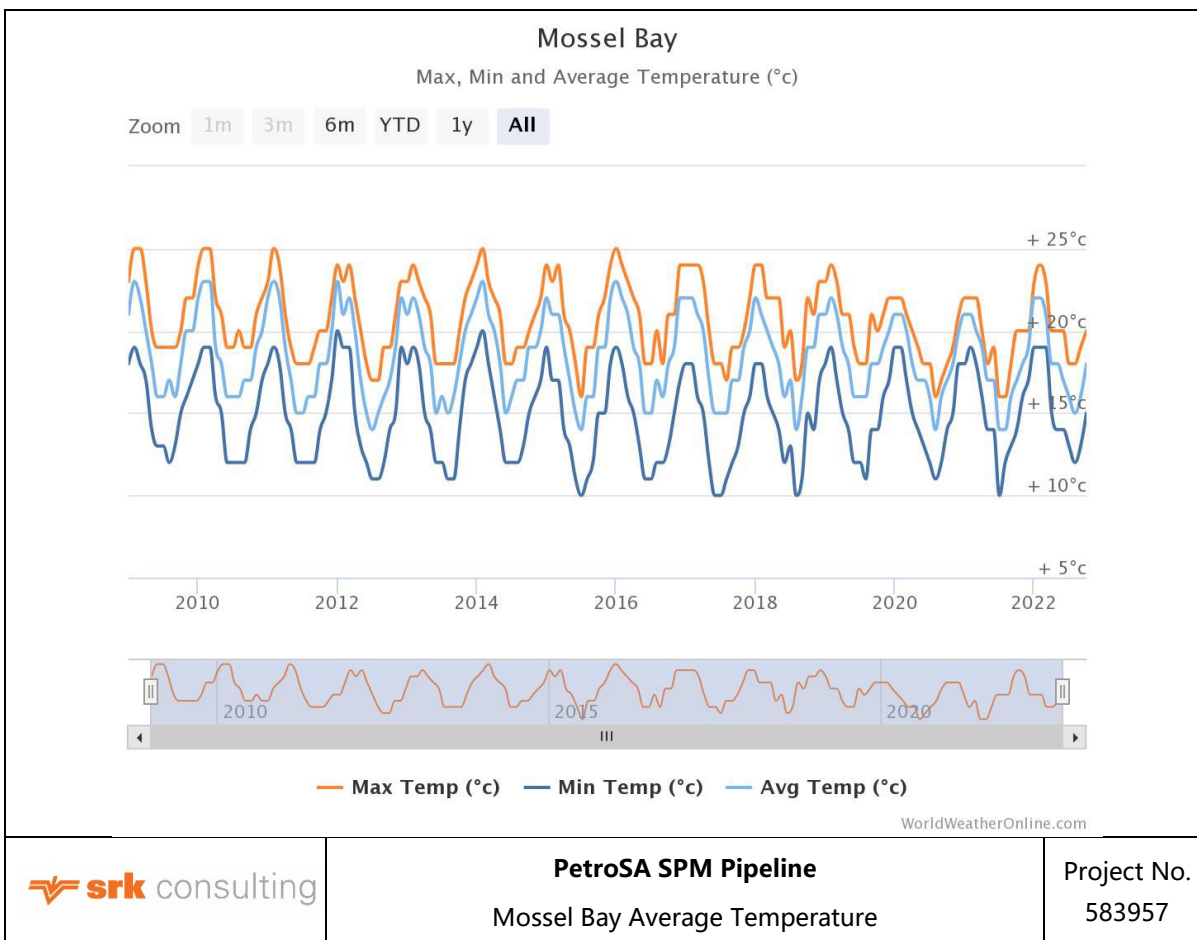 Mossel Bay
Max, Min and Average Temperature (°c)
Zoom 1m 3m 6m YTD 1y All
+ 25°c
+ 20°c
+ 15°c
+ 10°c
+ 5°c
2010 2012 2014 2016 2018 2020 2022
2010 2015 2020
Max Temp (°c) Min Temp (°c) Avg Temp (°c)
WorldWeatherOnline.com
srk consulting
PetroSA SPM Pipeline
Mossel Bay Average Temperature
Project No.
583957